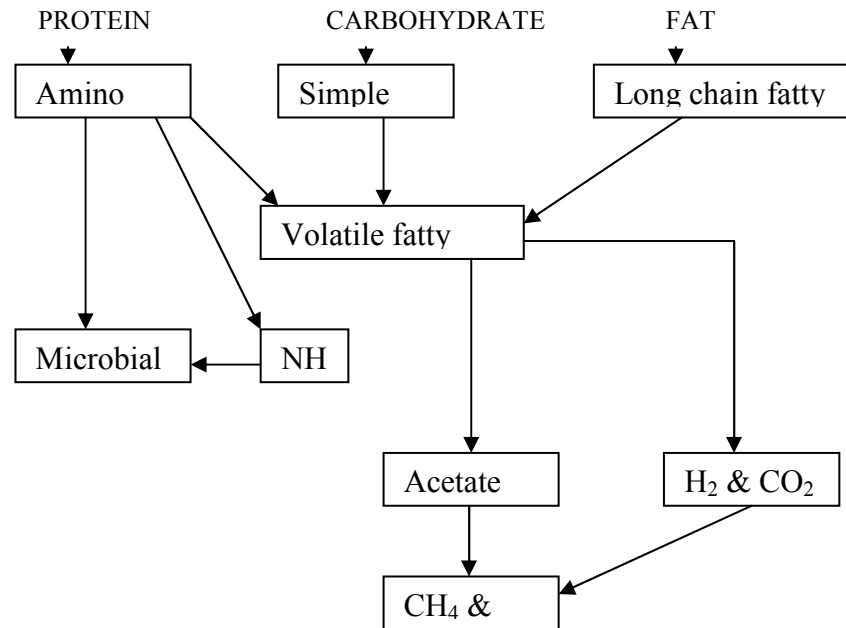 PROTEIN CARBOHYDRATE FAT
Amino Simple Long chain fatty
Volatile fatty
Microbial NH
Acetate H₂ & CO₂
CH₄ &